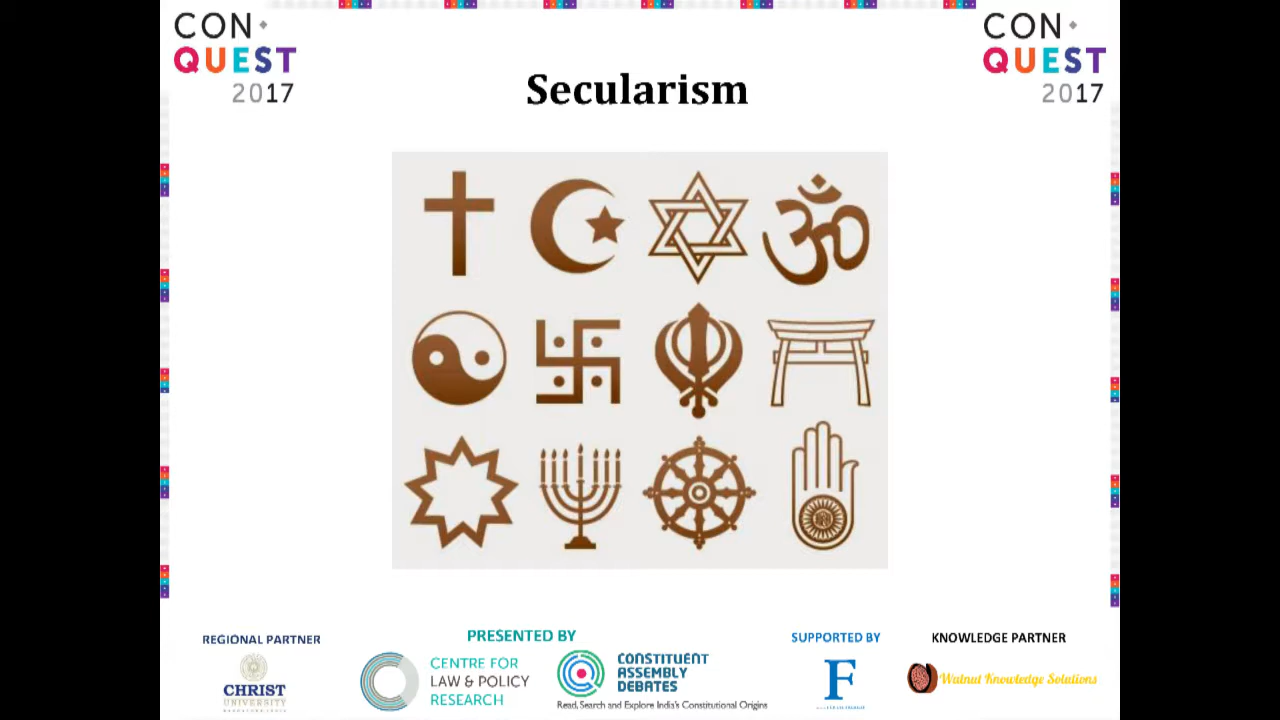 CON·
QUEST
2017
CON·
QUEST
2017
Secularism
REGIONAL PARTNER
CHRIST
UNIVERSITY
PRESENTED BY
CENTRE FOR
LAW & POLICY
RESEARCH
CONSTITUENT
ASSEMBLY
DEBATES
Read, Search and Explore India's Constitutional Origins
SUPPORTED BY
F
KNOWLEDGE PARTNER
Walnut Knowledge Solutions